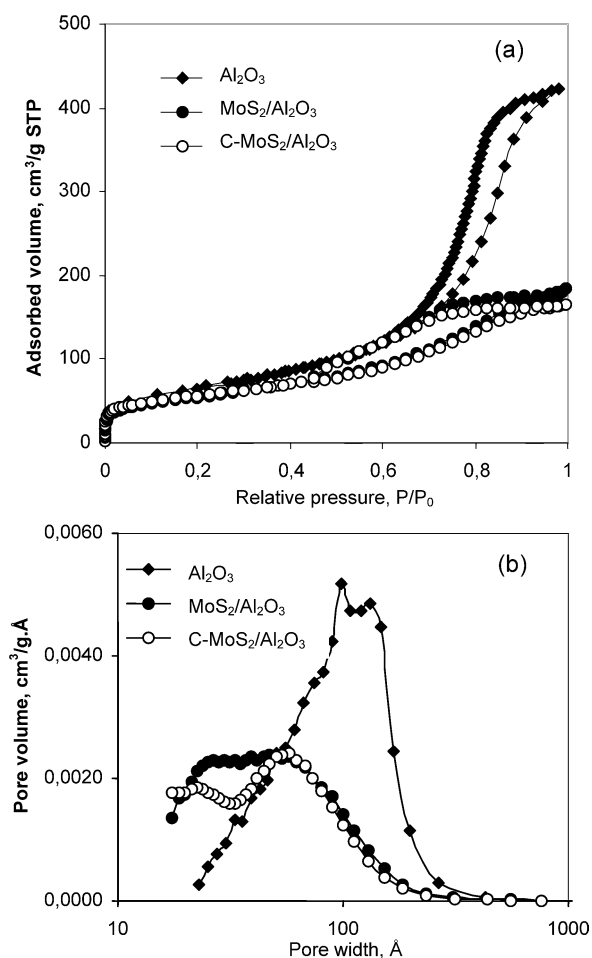 (a)
500
400
300
200
100
0
Adsorbed volume, cm³/g STP
Al₂O₃
MoS₂/Al₂O₃
C-MoS₂/Al₂O₃
0 0,2 0,4 0,6 0,8 1
Relative pressure, P/P₀
(b)
0,0060
0,0040
0,0020
0,0000
Pore volume, cm³/g.Å
Al₂O₃
MoS₂/Al₂O₃
C-MoS₂/Al₂O₃
10 100 1000
Pore width, Å